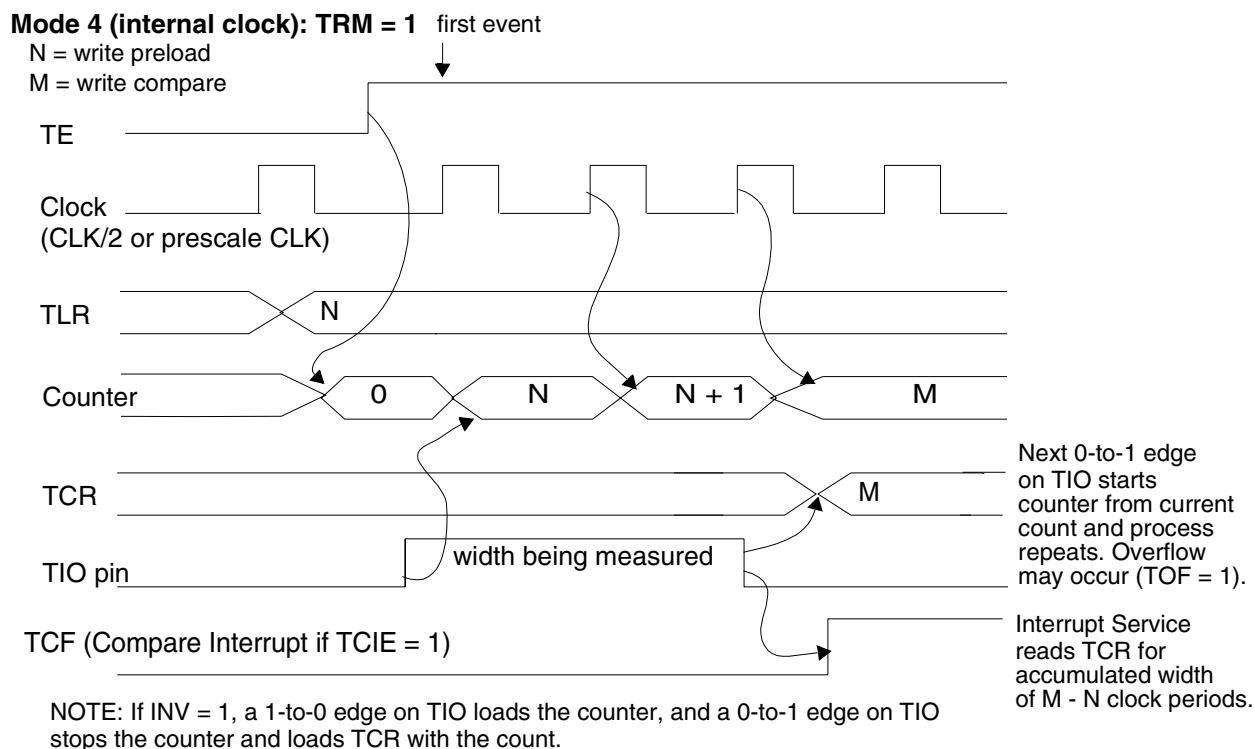 Mode 4 (internal clock): TRM = 1 first event
N = write preload
M = write compare
TE
Clock
(CLK/2 or prescale CLK)
TLR
N
Counter
0
N
N + 1
M
TCR
M
Next 0-to-1 edge
on TIO starts
counter from current
count and process
repeats. Overflow
may occur (TOF = 1).
TIO pin
width being measured
TCF (Compare Interrupt if TCIE = 1)
Interrupt Service
reads TCR for
accumulated width
of M - N clock periods.
NOTE: If INV = 1, a 1-to-0 edge on TIO loads the counter, and a 0-to-1 edge on TIO
stops the counter and loads TCR with the count.